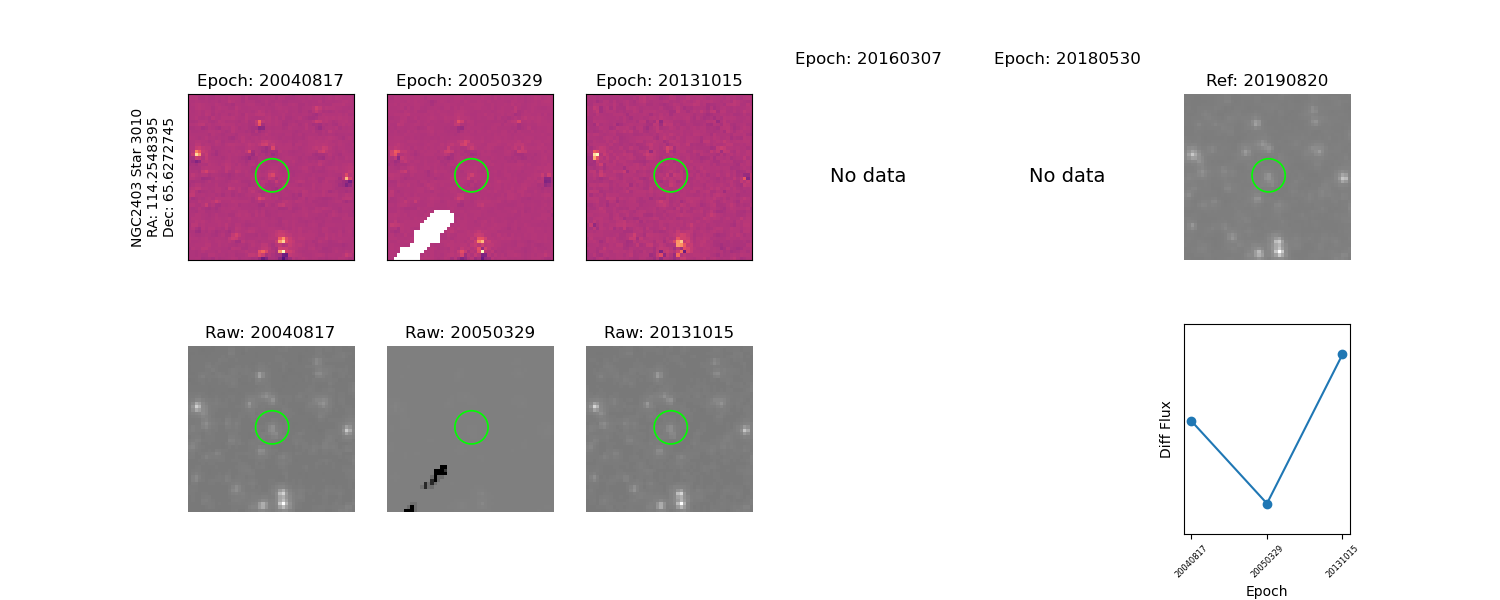 Epoch: 20040817
Epoch: 20050329
Epoch: 20131015
Epoch: 20160307
Epoch: 20180530
Ref: 20190820
NGC2403 Star 3010
RA: 114.2548395
Dec: 65.6272745
No data
No data
Raw: 20040817
Raw: 20050329
Raw: 20131015
Diff Flux
20040817
20050329
20131015
Epoch